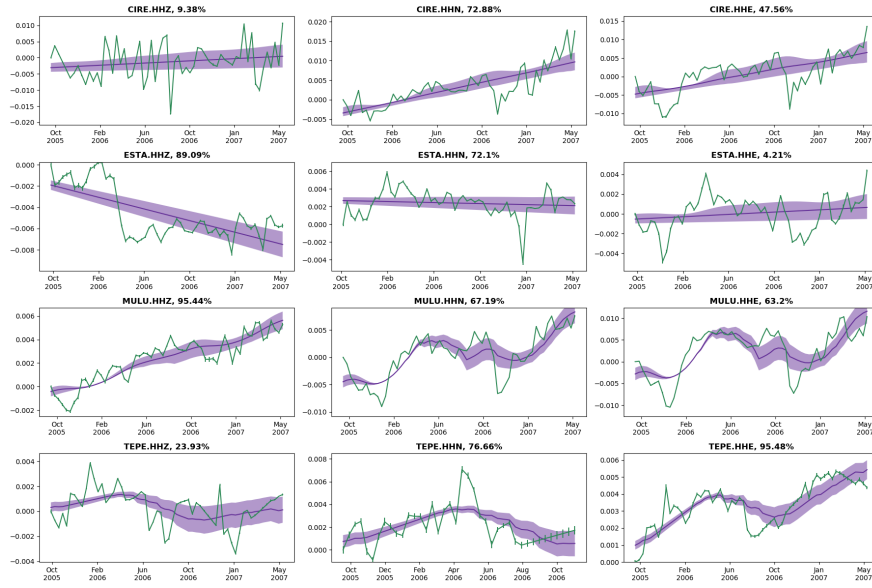 CIRE.HHZ, 9.38%
0.010
0.005
0.000
−0.005
−0.010
−0.015
−0.020
Oct Feb Jun Oct Jan May
2005 2006 2006 2006 2007 2007
CIRE.HHN, 72.88%
0.020
0.015
0.010
0.005
0.000
−0.005
Oct Feb Jun Oct Jan May
2005 2006 2006 2006 2007 2007
CIRE.HHE, 47.56%
0.015
0.010
0.005
0.000
−0.005
−0.010
Oct Feb Jun Oct Jan May
2005 2006 2006 2006 2007 2007
ESTA.HHZ, 89.09%
0.000
−0.002
−0.004
−0.006
−0.008
Oct Feb Jun Oct Jan May
2005 2006 2006 2006 2007 2007
ESTA.HHN, 72.1%
0.006
0.004
0.002
0.000
−0.002
−0.004
Oct Feb Jun Oct Jan May
2005 2006 2006 2006 2007 2007
ESTA.HHE, 4.21%
0.004
0.002
0.000
−0.002
−0.004
Oct Feb Jun Oct Jan May
2005 2006 2006 2006 2007 2007
MULU.HHZ, 95.44%
0.006
0.004
0.002
0.000
−0.002
Oct Feb Jun Oct Jan May
2005 2006 2006 2006 2007 2007
MULU.HHN, 67.19%
0.005
0.000
−0.005
−0.010
Oct Feb Jun Oct Jan May
2005 2006 2006 2006 2007 2007
MULU.HHE, 63.2%
0.010
0.005
0.000
−0.005
−0.010
Oct Feb Jun Oct Jan May
2005 2006 2006 2006 2007 2007
TEPE.HHZ, 23.93%
0.004
0.002
0.000
−0.002
−0.004
Oct Feb Jun Oct Jan May
2005 2006 2006 2006 2007 2007
TEPE.HHN, 76.66%
0.008
0.006
0.004
0.002
0.000
Oct Dec Feb Apr Jun Aug Oct
2005 2005 2006 2006 2006 2006 2006
TEPE.HHE, 95.48%
0.006
0.005
0.004
0.003
0.002
0.001
0.000
Oct Feb Jun Oct Jan May
2005 2006 2006 2006 2007 2007